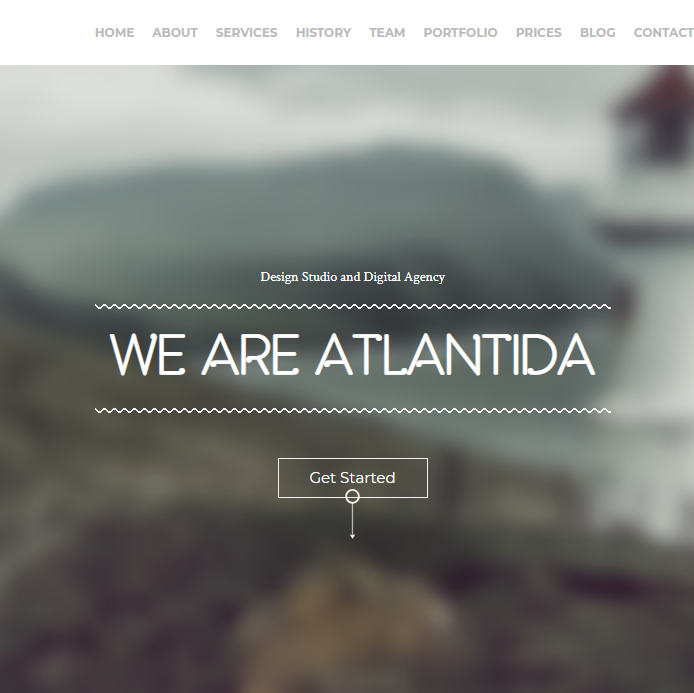 HOME ABOUT SERVICES HISTORY TEAM PORTFOLIO PRICES BLOG CONTACT
Design Studio and Digital Agency
WE ARE ATLANTIDA
Get Started